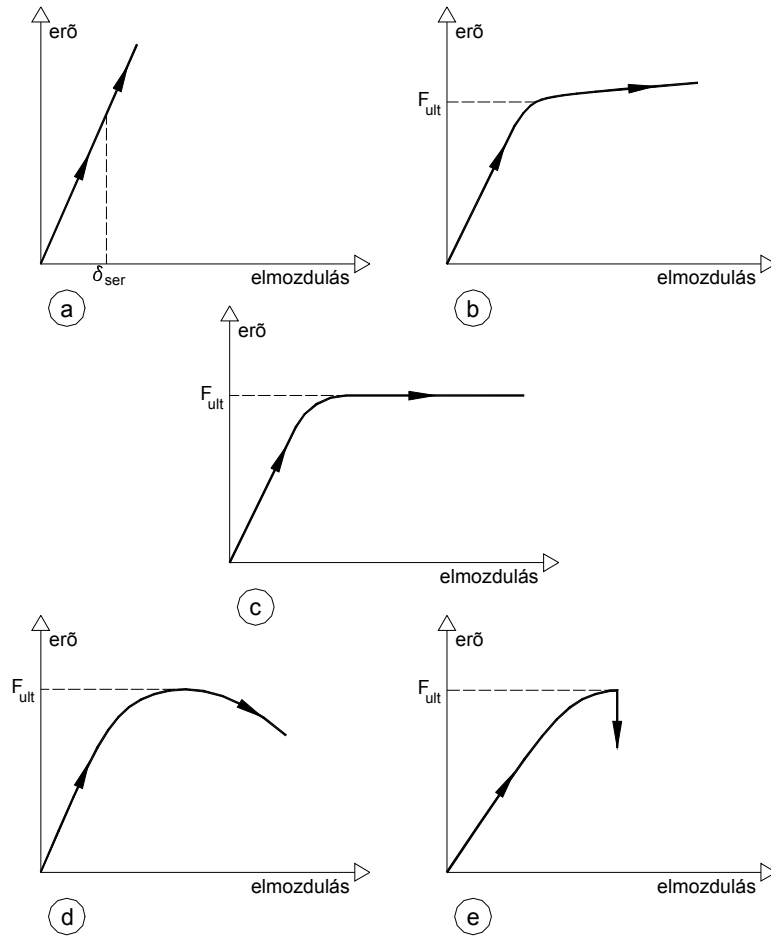 erõ
δser
elmozdulás
a
erõ
Fult
elmozdulás
b
erõ
Fult
elmozdulás
c
erõ
Fult
elmozdulás
d
erõ
Fult
elmozdulás
e